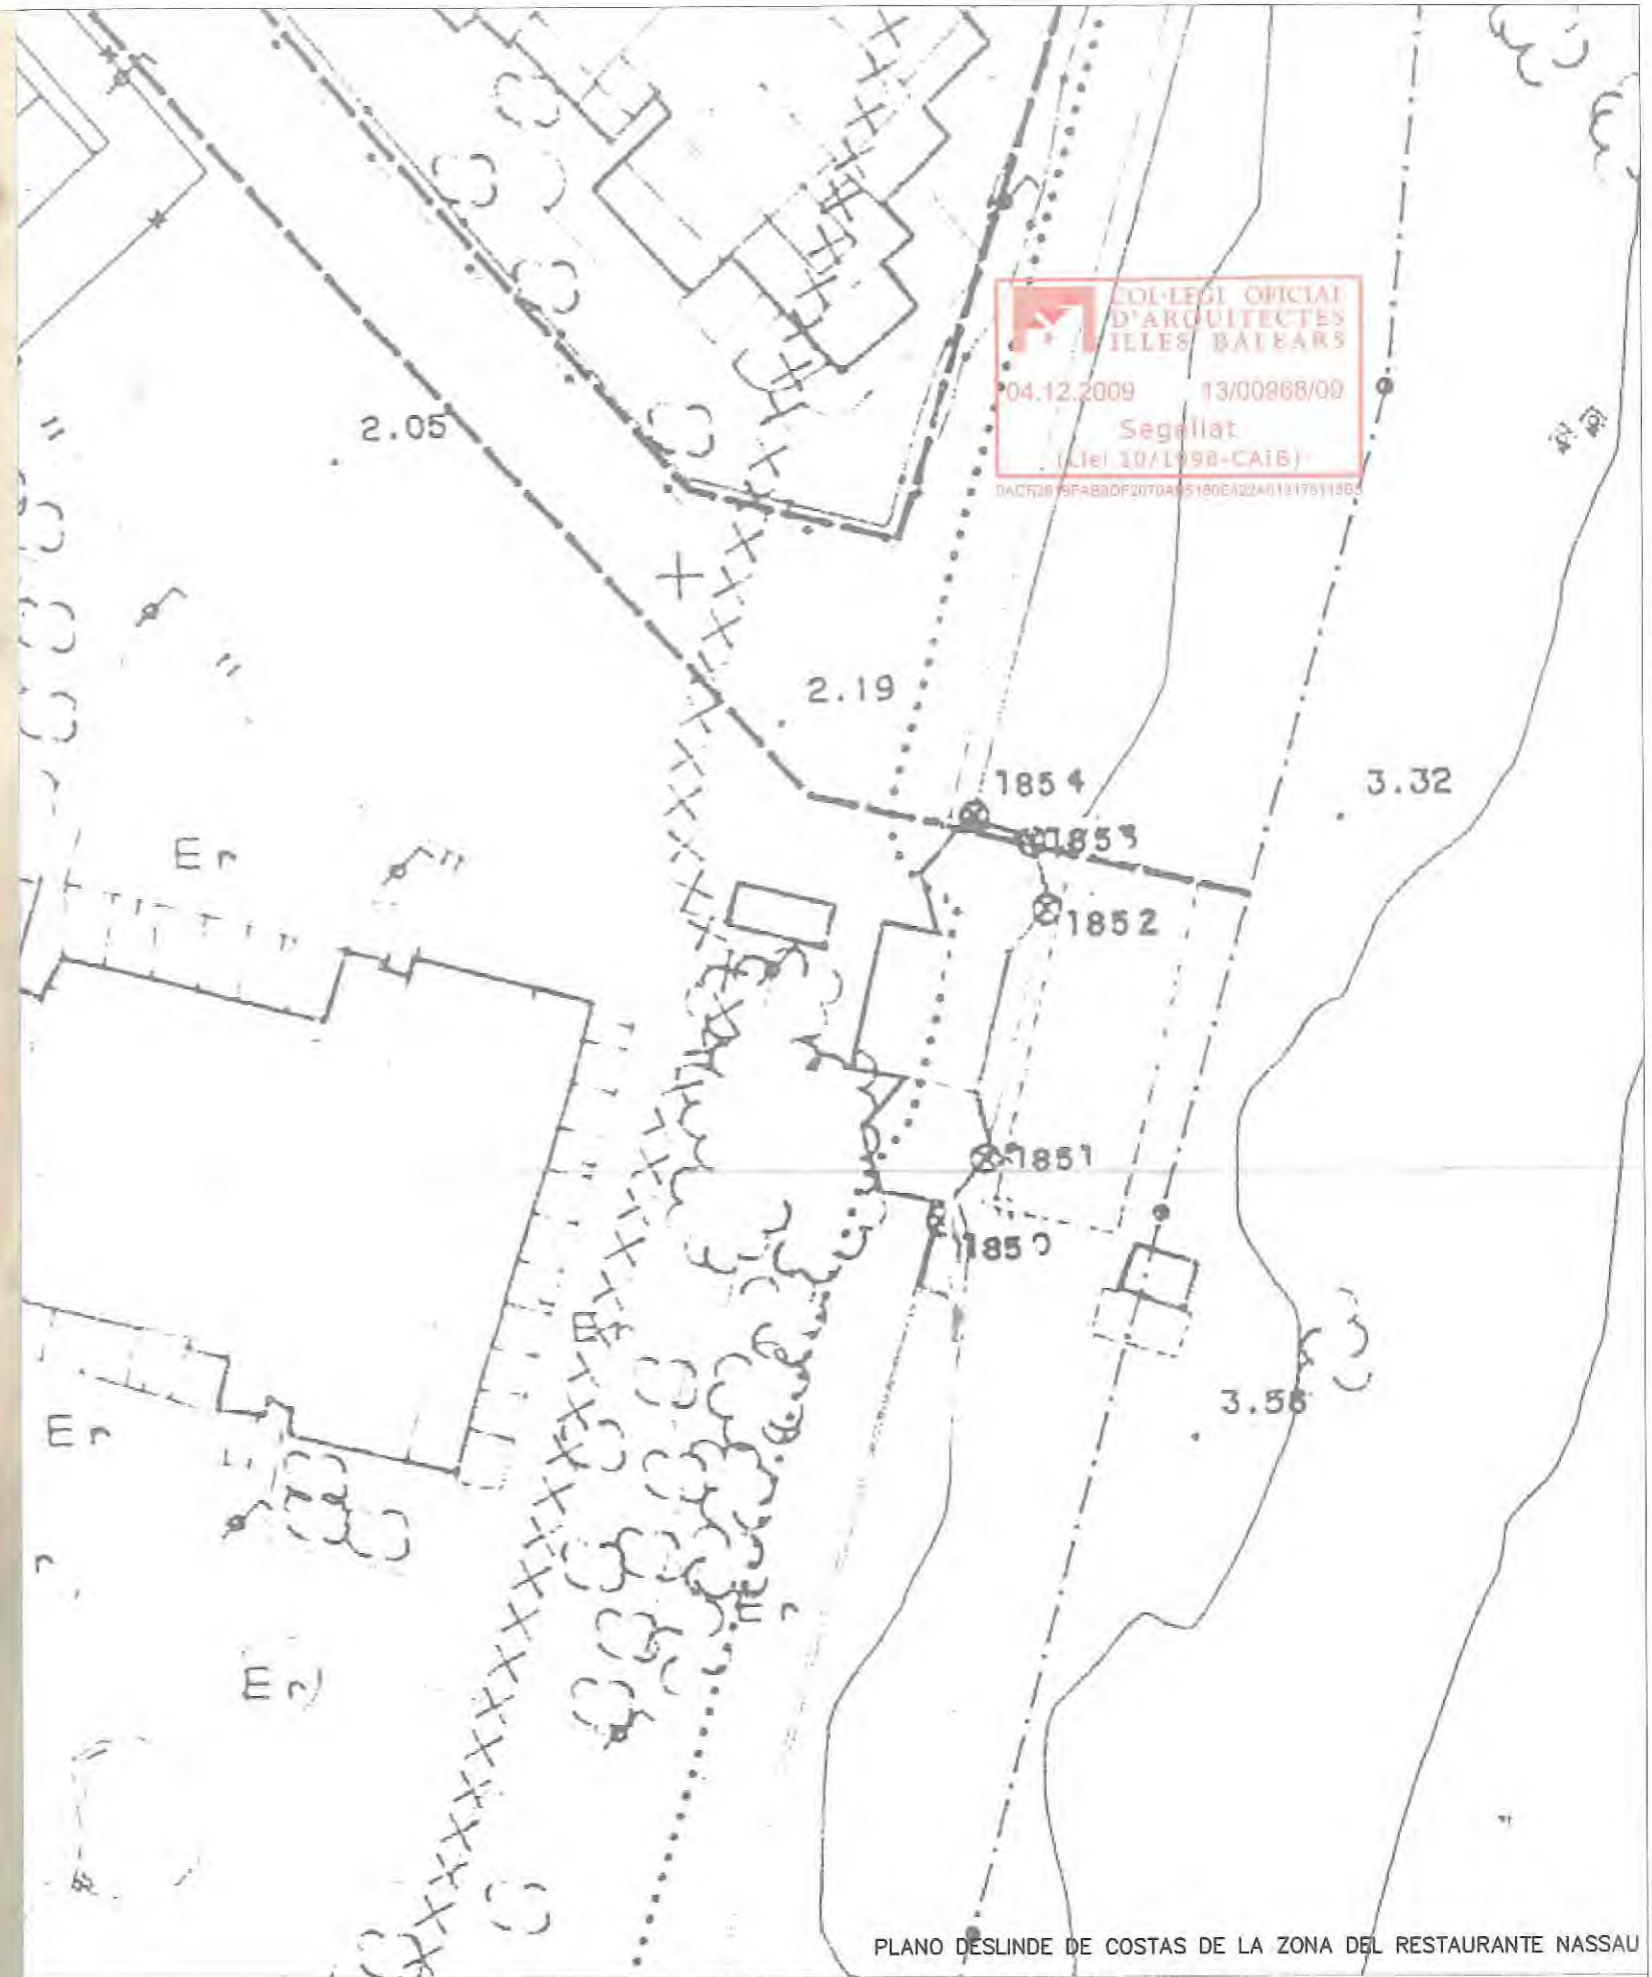 COL·LEGI OFICIAL
D'ARQUITECTES
ILLES BALEARS
04.12.2009 13/00968/09
Segellat
(Llei 10/1998-CAIB)
2.05
2.19
1854
3.32
1853
Er
1852
1851
1850
Er
3.58
Er
Er
Er
PLANO DESLINDE DE COSTAS DE LA ZONA DEL RESTAURANTE NASSAU